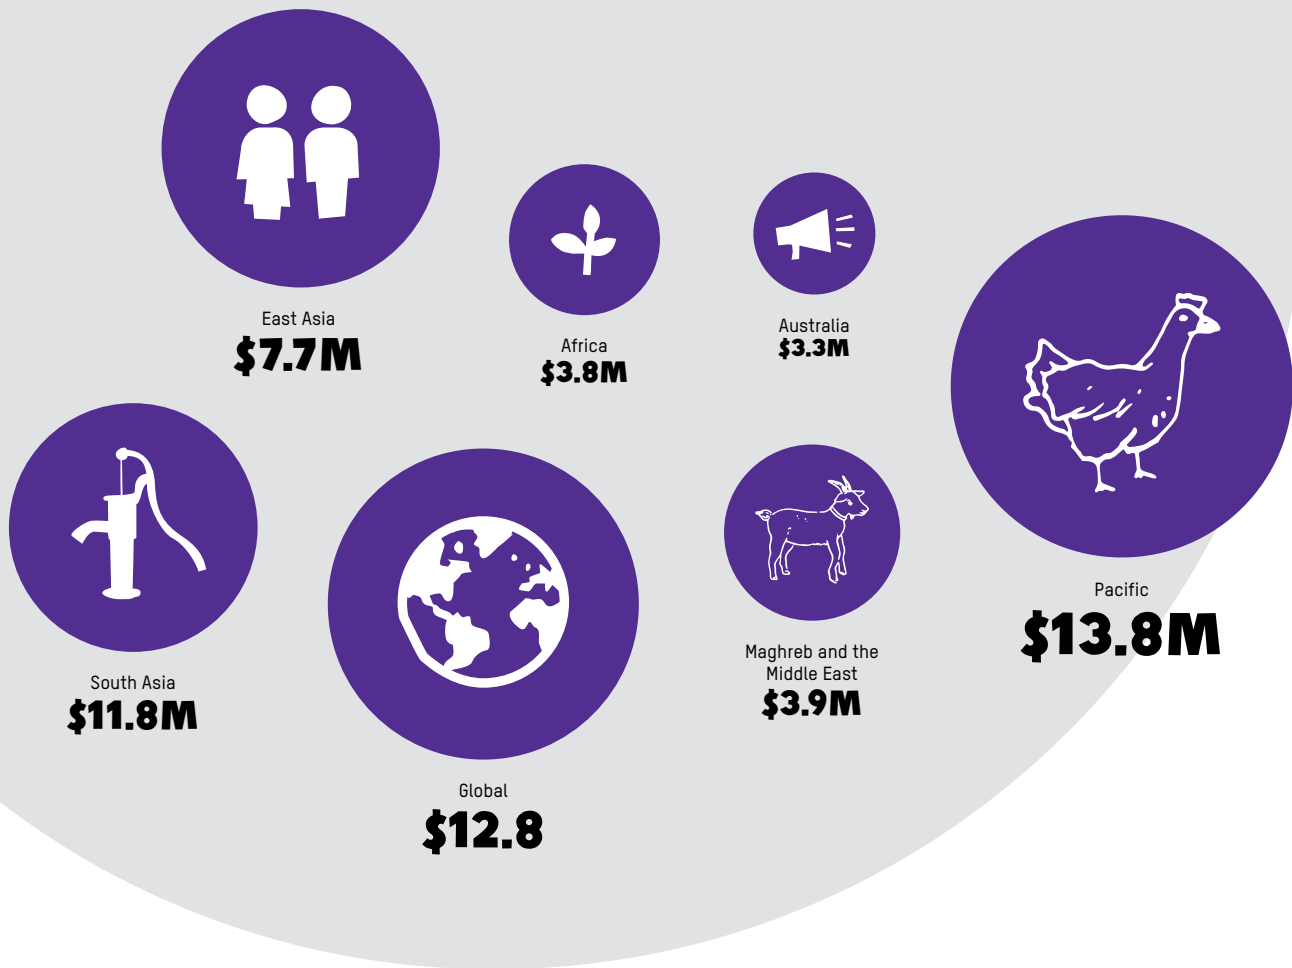 East Asia
$7.7M
Africa
$3.8M
Australia
$3.3M
Pacific
$13.8M
South Asia
$11.8M
Global
$12.8
Maghreb and the
Middle East
$3.9M